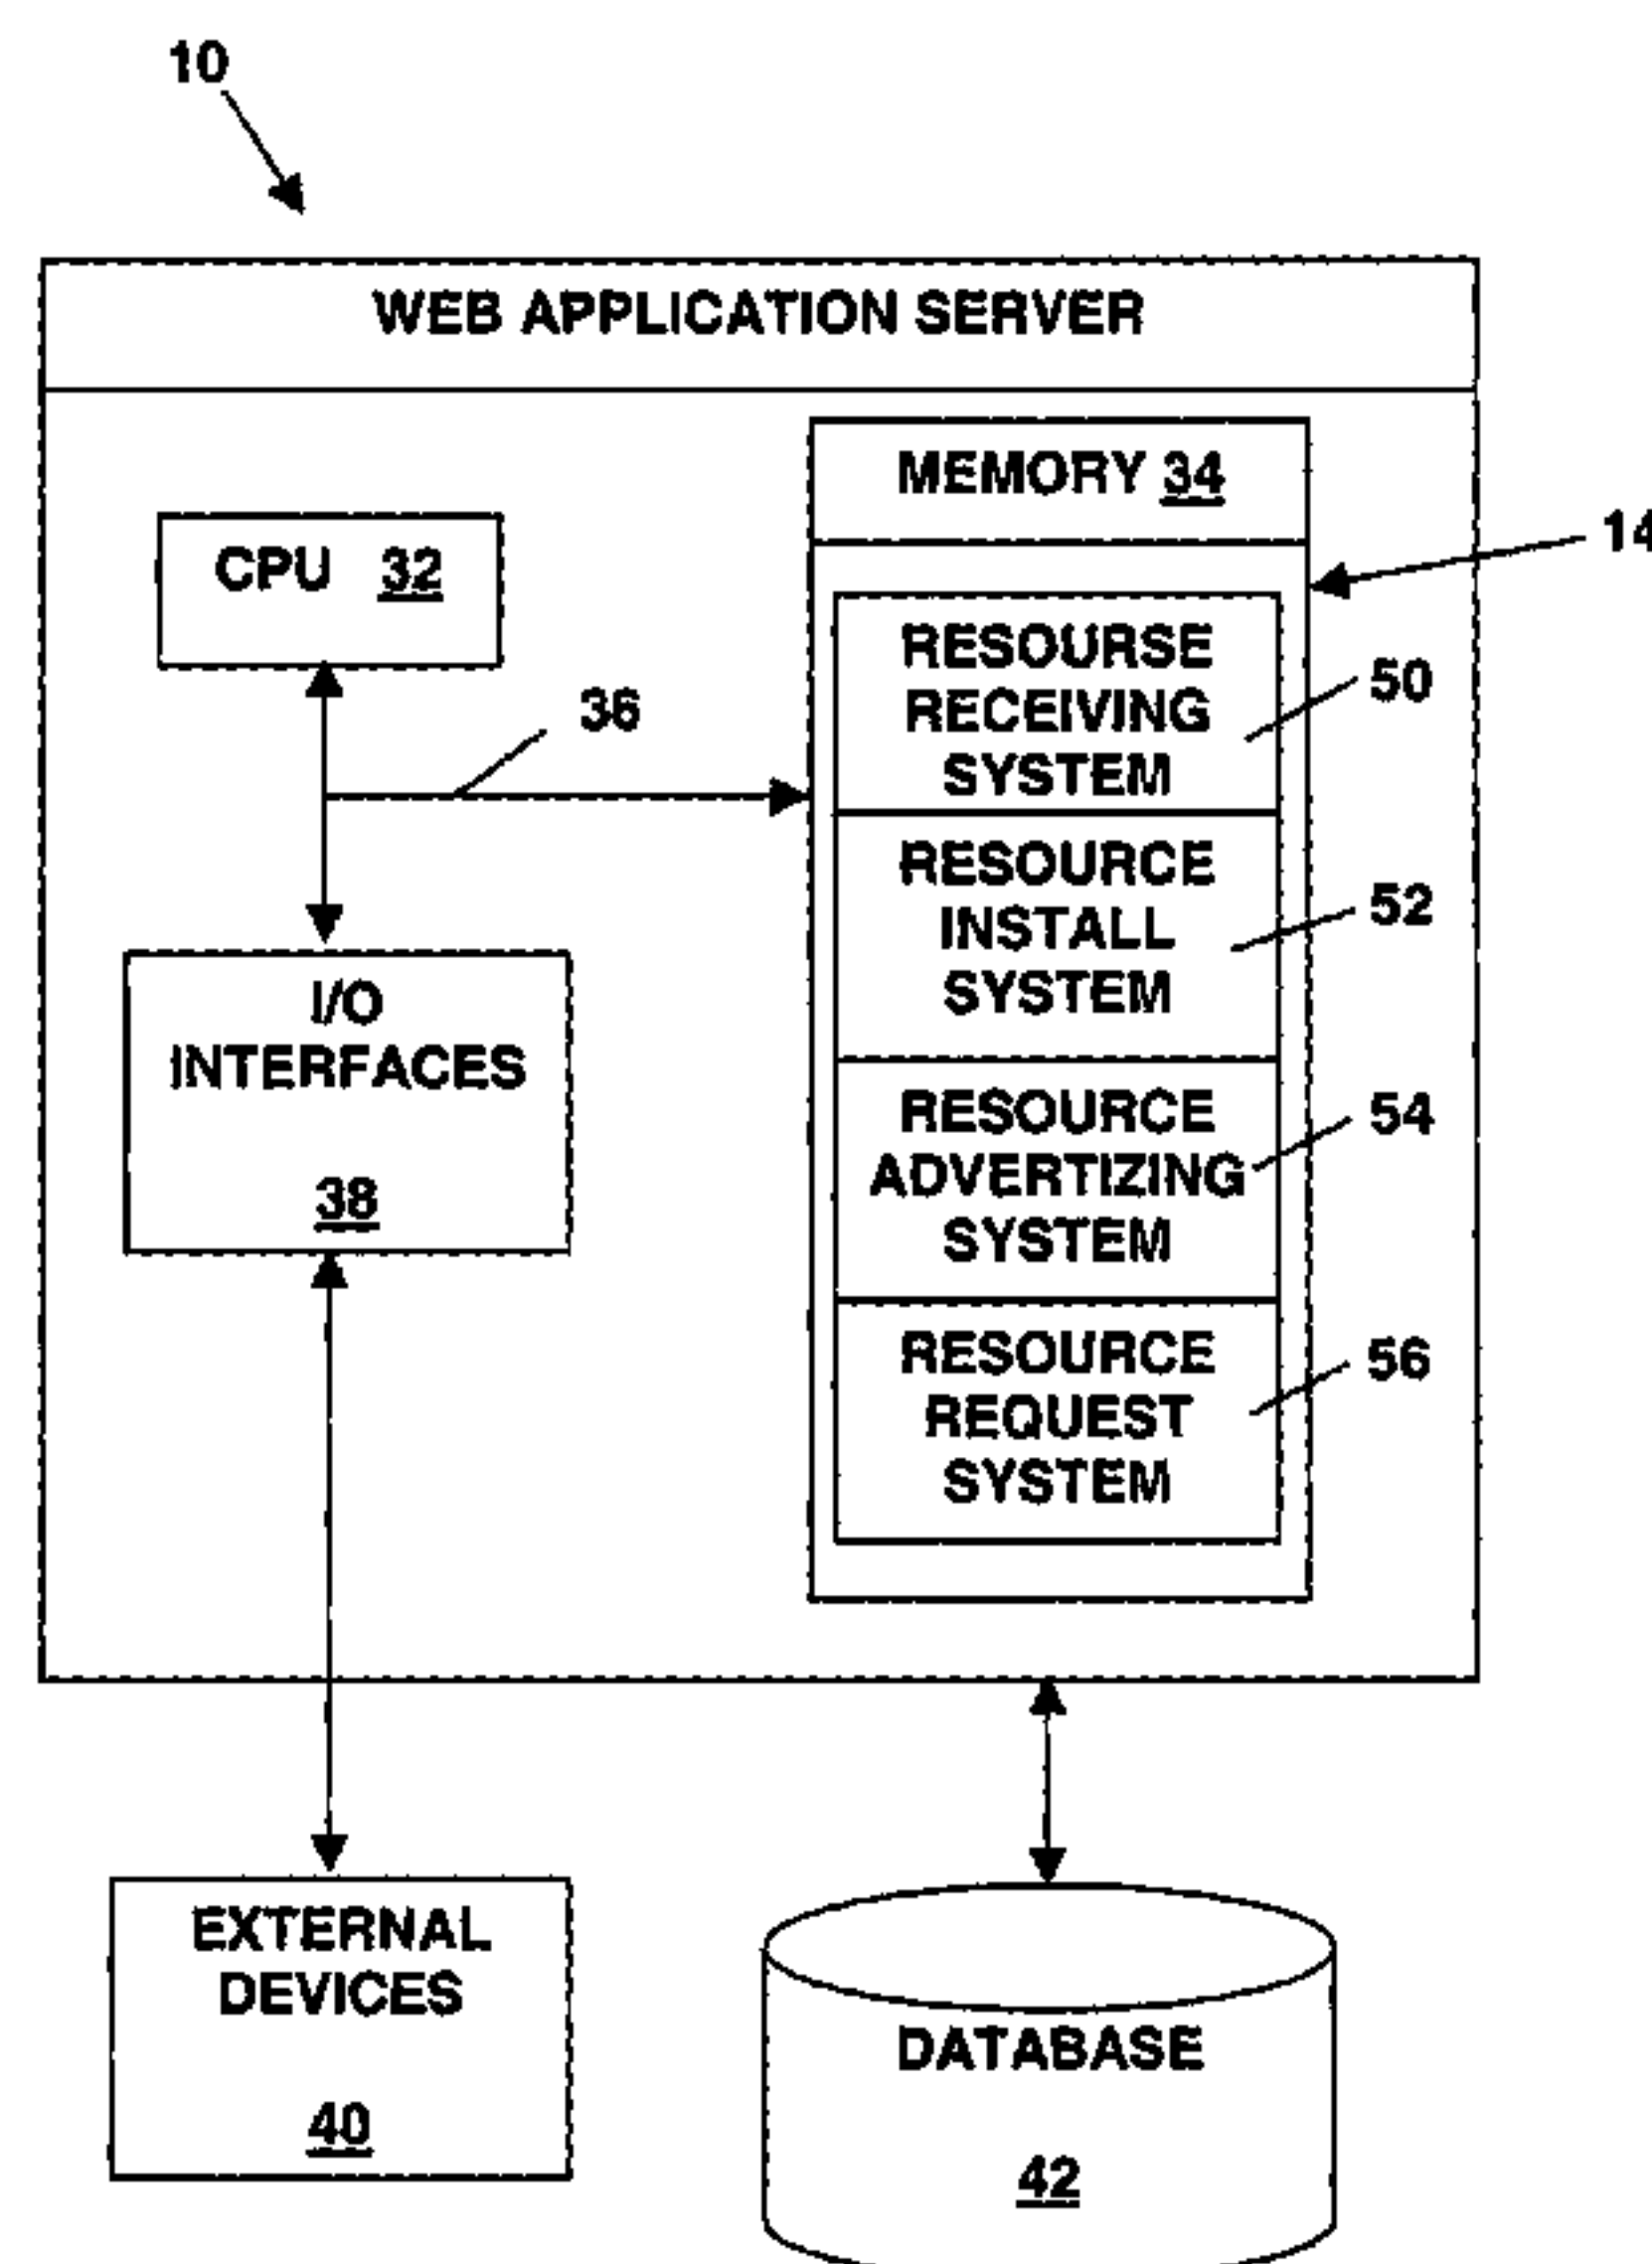 10
WEB APPLICATION SERVER
MEMORY 34
14
CPU 32
RESOURSE
RECEIVING
SYSTEM
50
36
RESOURCE
INSTALL
SYSTEM
52
I/O
INTERFACES
38
RESOURCE
ADVERTIZING
SYSTEM
54
RESOURCE
REQUEST
SYSTEM
56
EXTERNAL
DEVICES
40
DATABASE
42